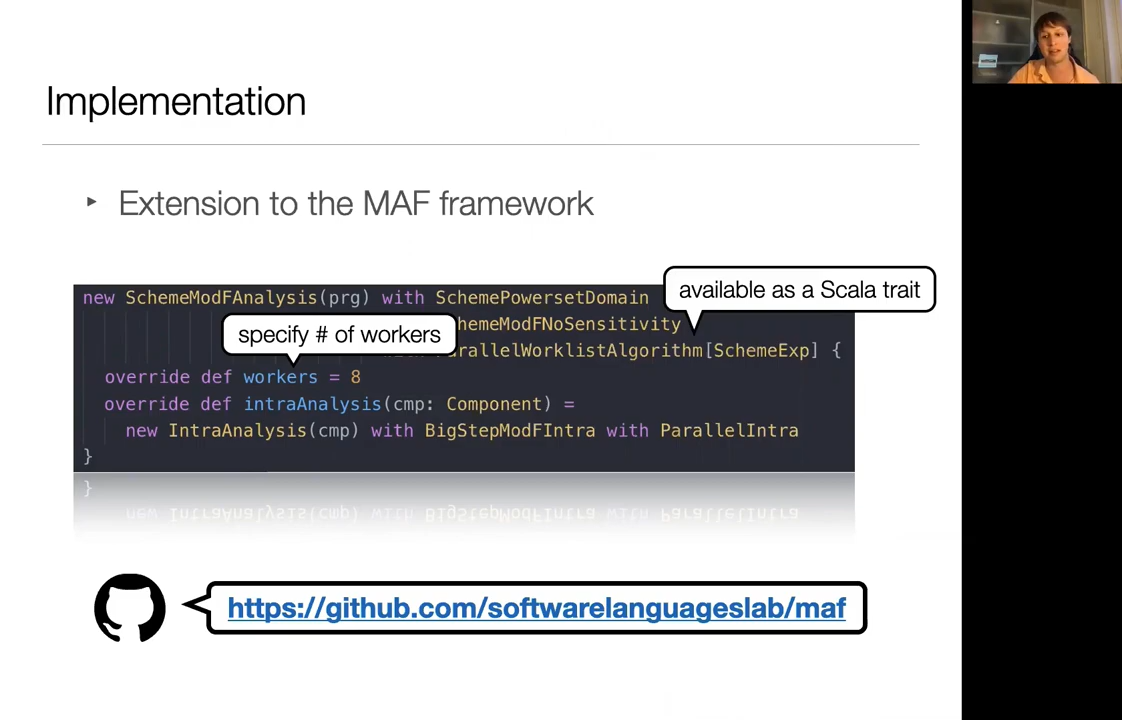 Implementation
‣ Extension to the MAF framework
available as a Scala trait
new SchemeModFAnalysis(prg) with SchemePowersetDomain
hemeModFNoSensitivity
specify # of workers
ParallelWorklistAlgorithm[SchemeExp] {
override def workers = 8
override def intraAnalysis(cmp: Component) =
new IntraAnalysis(cmp) with BigStepModFIntra with ParallelIntra
}
https://github.com/softwarelanguageslab/maf